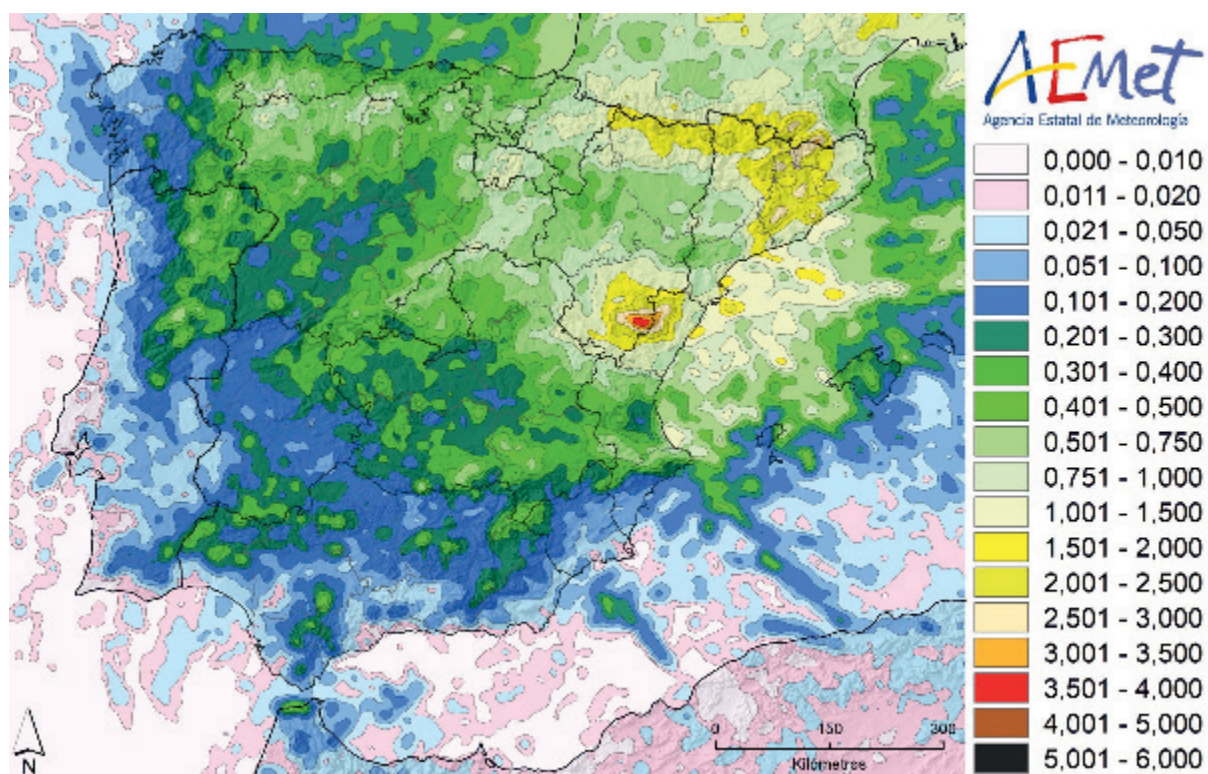 AEMet
Agencia Estatal de Meteorología
0,000 - 0,010
0,011 - 0,020
0,021 - 0,050
0,051 - 0,100
0,101 - 0,200
0,201 - 0,300
0,301 - 0,400
0,401 - 0,500
0,501 - 0,750
0,751 - 1,000
1,001 - 1,500
1,501 - 2,000
2,001 - 2,500
2,501 - 3,000
3,001 - 3,500
3,501 - 4,000
4,001 - 5,000
5,001 - 6,000
N
0 150 300
Kilómetros